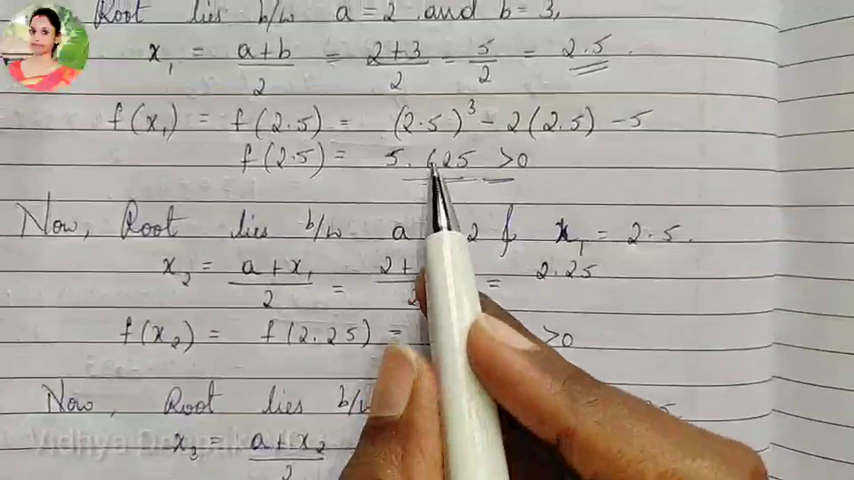 Root lies b/w a = 2 and b = 3,
x₁ = a+b/2 = 2+3/2 = 5/2 = 2.5.
f(x₁) = f(2.5) = (2.5)³ - 2(2.5) - 5
f(2.5) = 5.625 >0
Now, Root lies b/w a 2 & x₁ = 2.5.
x₂ = a+x₁/2 = 2+ = 2.25
f(x₂) = f(2.25) = >0
Now, Root lies b/w
Vidhya
x₃ = a+x₂/2